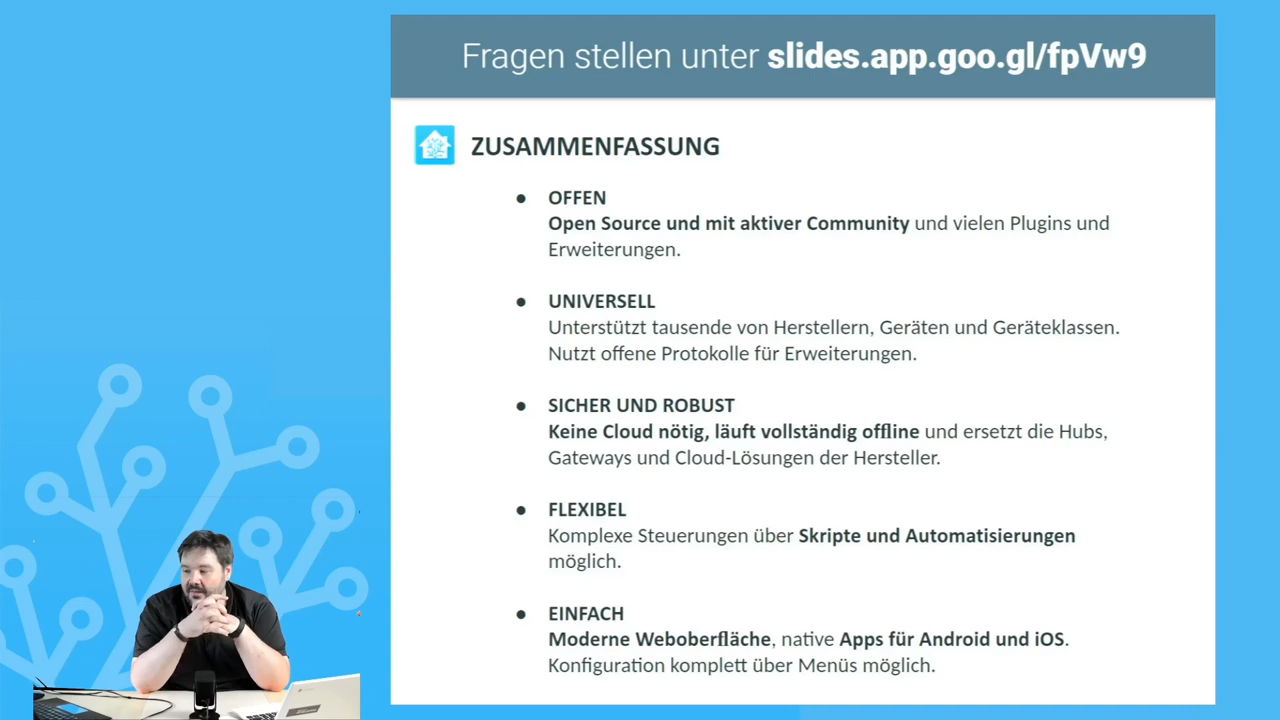 Fragen stellen unter slides.app.goo.gl/fpVw9
ZUSAMMENFASSUNG
● OFFEN
Open Source und mit aktiver Community und vielen Plugins und
Erweiterungen.
● UNIVERSELL
Unterstützt tausende von Herstellern, Geräten und Geräteklassen.
Nutzt offene Protokolle für Erweiterungen.
● SICHER UND ROBUST
Keine Cloud nötig, läuft vollständig offline und ersetzt die Hubs,
Gateways und Cloud-Lösungen der Hersteller.
● FLEXIBEL
Komplexe Steuerungen über Skripte und Automatisierungen
möglich.
● EINFACH
Moderne Weboberfläche, native Apps für Android und iOS.
Konfiguration komplett über Menüs möglich.